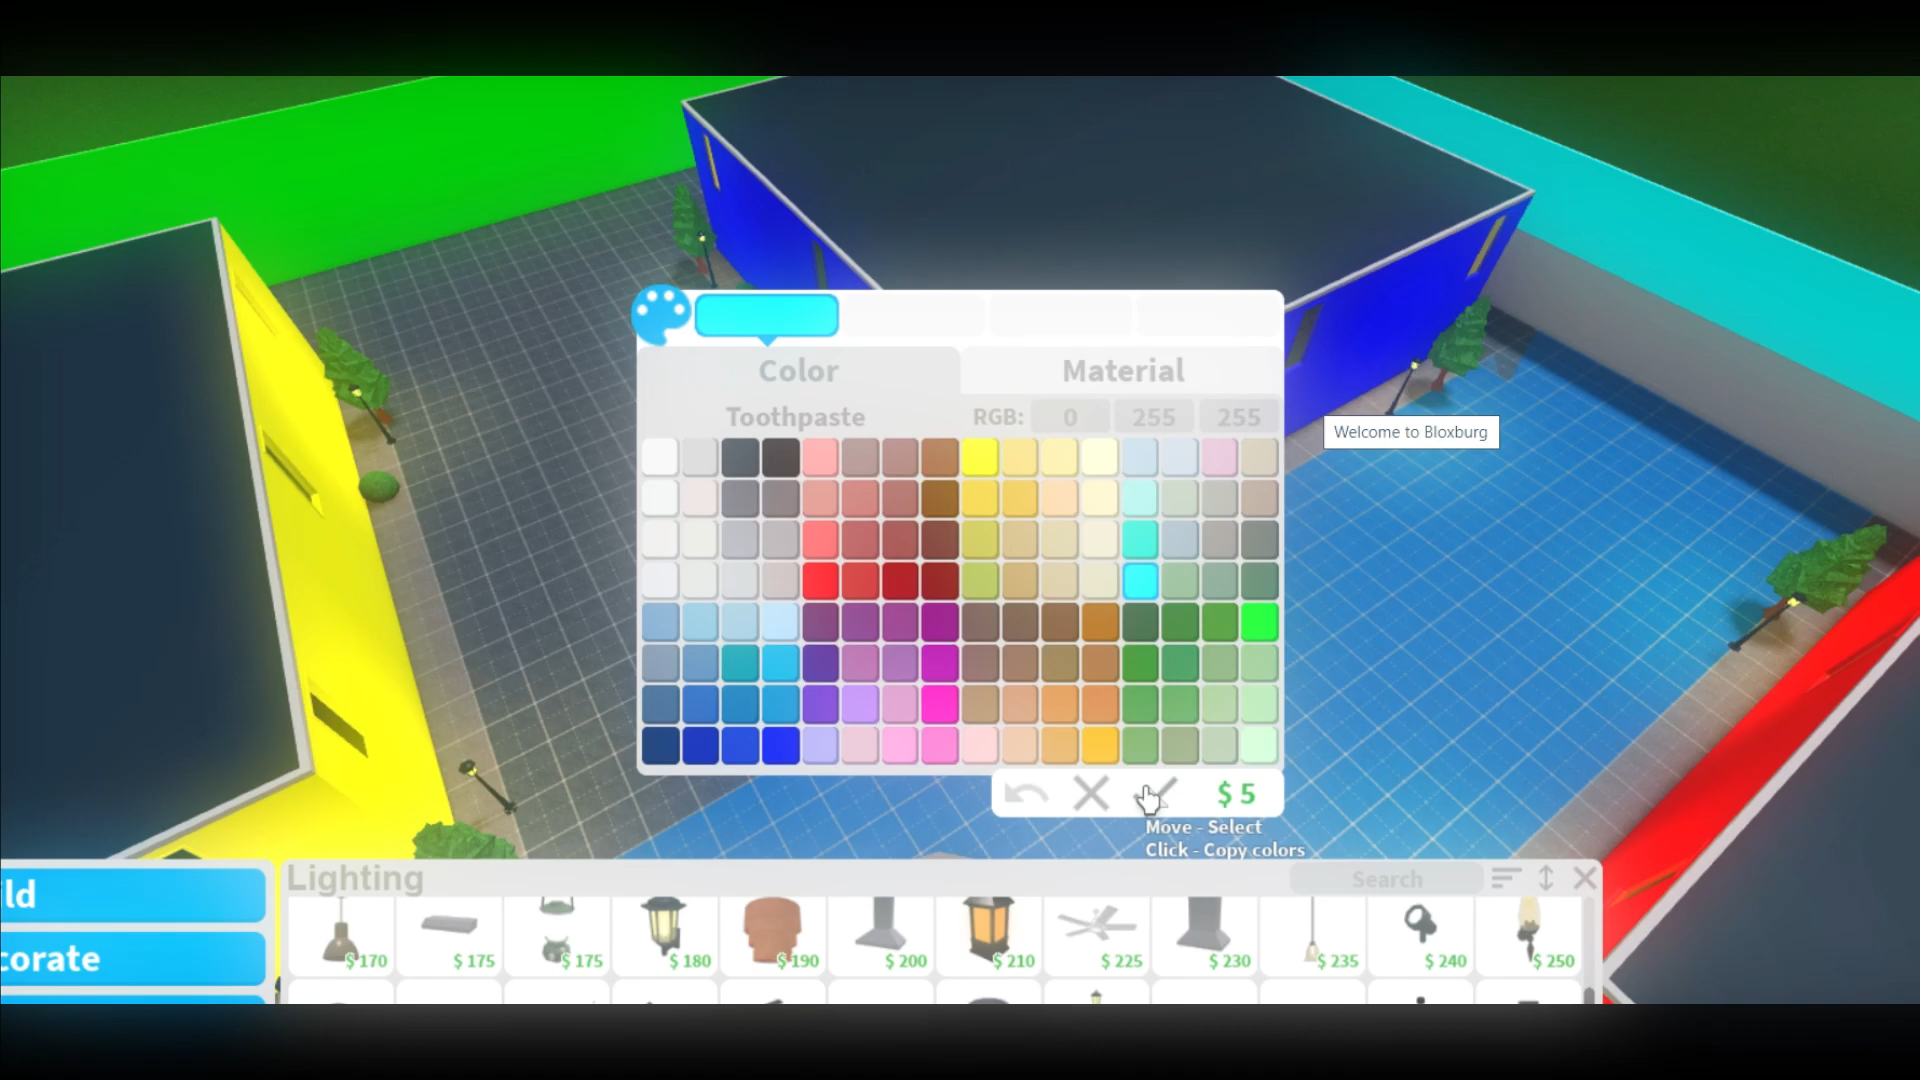 Color
Material
Toothpaste
RGB: 0 255 255
Welcome to Bloxburg
$ 5
Move - Select
Click - Copy colors
ld
Lighting
Search
corate
$ 170
$ 175
$ 175
$ 180
$ 190
$ 200
$ 210
$ 225
$ 230
$ 235
$ 240
$ 250